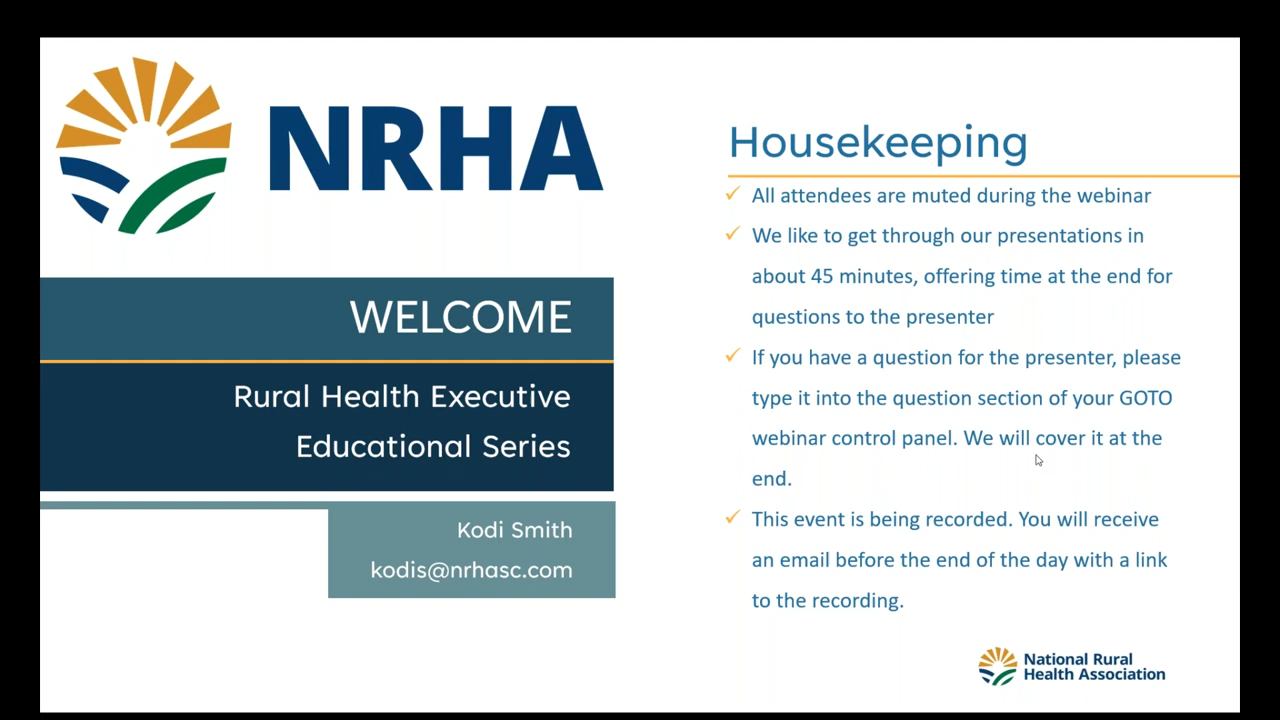 NRHA
WELCOME
Rural Health Executive
Educational Series
Kodi Smith
kodis@nrhasc.com
Housekeeping
All attendees are muted during the webinar
We like to get through our presentations in
about 45 minutes, offering time at the end for
questions to the presenter
If you have a question for the presenter, please
type it into the question section of your GOTO
webinar control panel. We will cover it at the
end.
This event is being recorded. You will receive
an email before the end of the day with a link
to the recording.
National Rural
Health Association